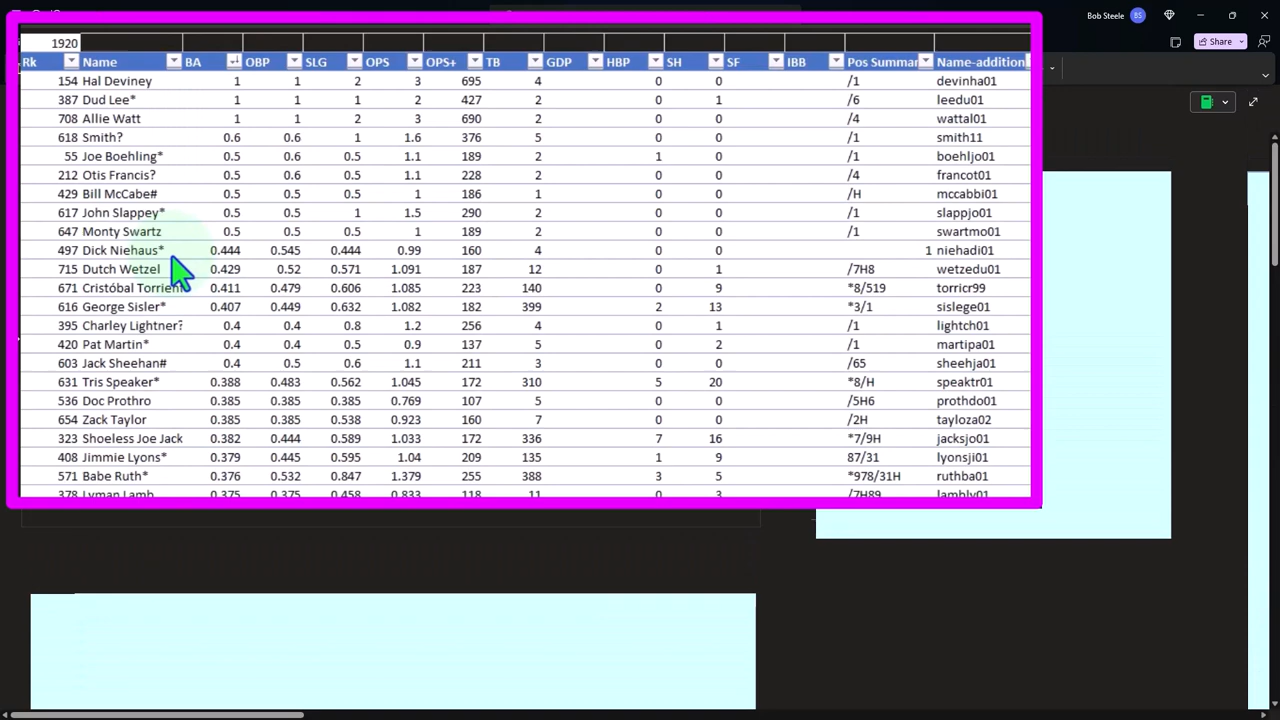 Bob Steele BS
Share
1920
Rk Name BA OBP SLG OPS OPS+ TB GDP HBP SH SF IBB Pos Summar Name-addition
154 Hal Deviney 1 1 2 3 695 4 0 0 /1 devinha01
387 Dud Lee* 1 1 1 2 427 2 0 1 /6 leedu01
708 Allie Watt 1 1 2 3 690 2 0 0 /4 wattal01
618 Smith? 0.6 0.6 1 1.6 376 5 0 0 /1 smith11
55 Joe Boehling* 0.5 0.6 0.5 1.1 189 2 1 0 /1 boehljo01
212 Otis Francis? 0.5 0.6 0.5 1.1 228 2 0 0 /4 francot01
429 Bill McCabe# 0.5 0.5 0.5 1 186 1 0 0 /H mccabbi01
617 John Slappey* 0.5 0.5 1 1.5 290 2 0 0 /1 slappjo01
647 Monty Swartz 0.5 0.5 0.5 1 189 2 0 0 /1 swartmo01
497 Dick Niehaus* 0.444 0.545 0.444 0.99 160 4 0 0 1 niehadi01
715 Dutch Wetzel 0.429 0.52 0.571 1.091 187 12 0 1 /7H8 wetzedu01
671 Cristóbal Torrien 0.411 0.479 0.606 1.085 223 140 0 9 *8/519 torricr99
616 George Sisler* 0.407 0.449 0.632 1.082 182 399 2 13 *3/1 sislege01
395 Charley Lightner? 0.4 0.4 0.8 1.2 256 4 0 1 /1 lightch01
420 Pat Martin* 0.4 0.4 0.5 0.9 137 5 0 2 /1 martipa01
603 Jack Sheehan# 0.4 0.5 0.6 1.1 211 3 0 0 /65 sheehja01
631 Tris Speaker* 0.388 0.483 0.562 1.045 172 310 5 20 *8/H speaktr01
536 Doc Prothro 0.385 0.385 0.385 0.769 107 5 0 0 /5H6 prothdo01
654 Zack Taylor 0.385 0.385 0.538 0.923 160 7 0 0 /2H tayloza02
323 Shoeless Joe Jack 0.382 0.444 0.589 1.033 172 336 7 16 *7/9H jacksjo01
408 Jimmie Lyons* 0.379 0.445 0.595 1.04 209 135 1 9 87/31 lyonsji01
571 Babe Ruth* 0.376 0.532 0.847 1.379 255 388 3 5 *978/31H ruthba01
378 Lyman Lamb 0.375 0.375 0.458 0.833 118 11 0 3 /7H89 lambly01